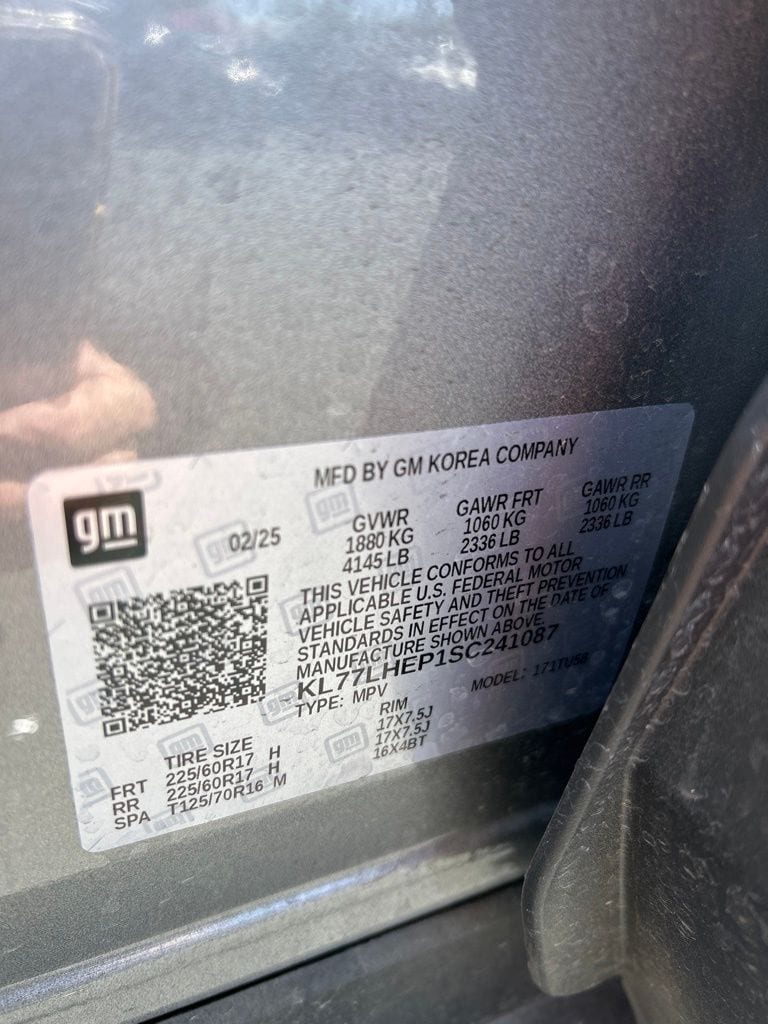 MFD BY GM KOREA COMPANY
gm
02/25
GVWR
1880 KG
4145 LB
GAWR FRT
1060 KG
2336 LB
GAWR RR
1060 KG
2336 LB
THIS VEHICLE CONFORMS TO ALL
APPLICABLE U.S. FEDERAL MOTOR
VEHICLE SAFETY AND THEFT PREVENTION
STANDARDS IN EFFECT ON THE DATE OF
MANUFACTURE SHOWN ABOVE.
KL77LHEP1SC241087
TYPE: MPV MODEL: 1TU56
TIRE SIZE RIM
FRT 225/60R17 H 17X7.5J
RR 225/60R17 H 17X7.5J
SPA T125/70R16 M 16X4BT